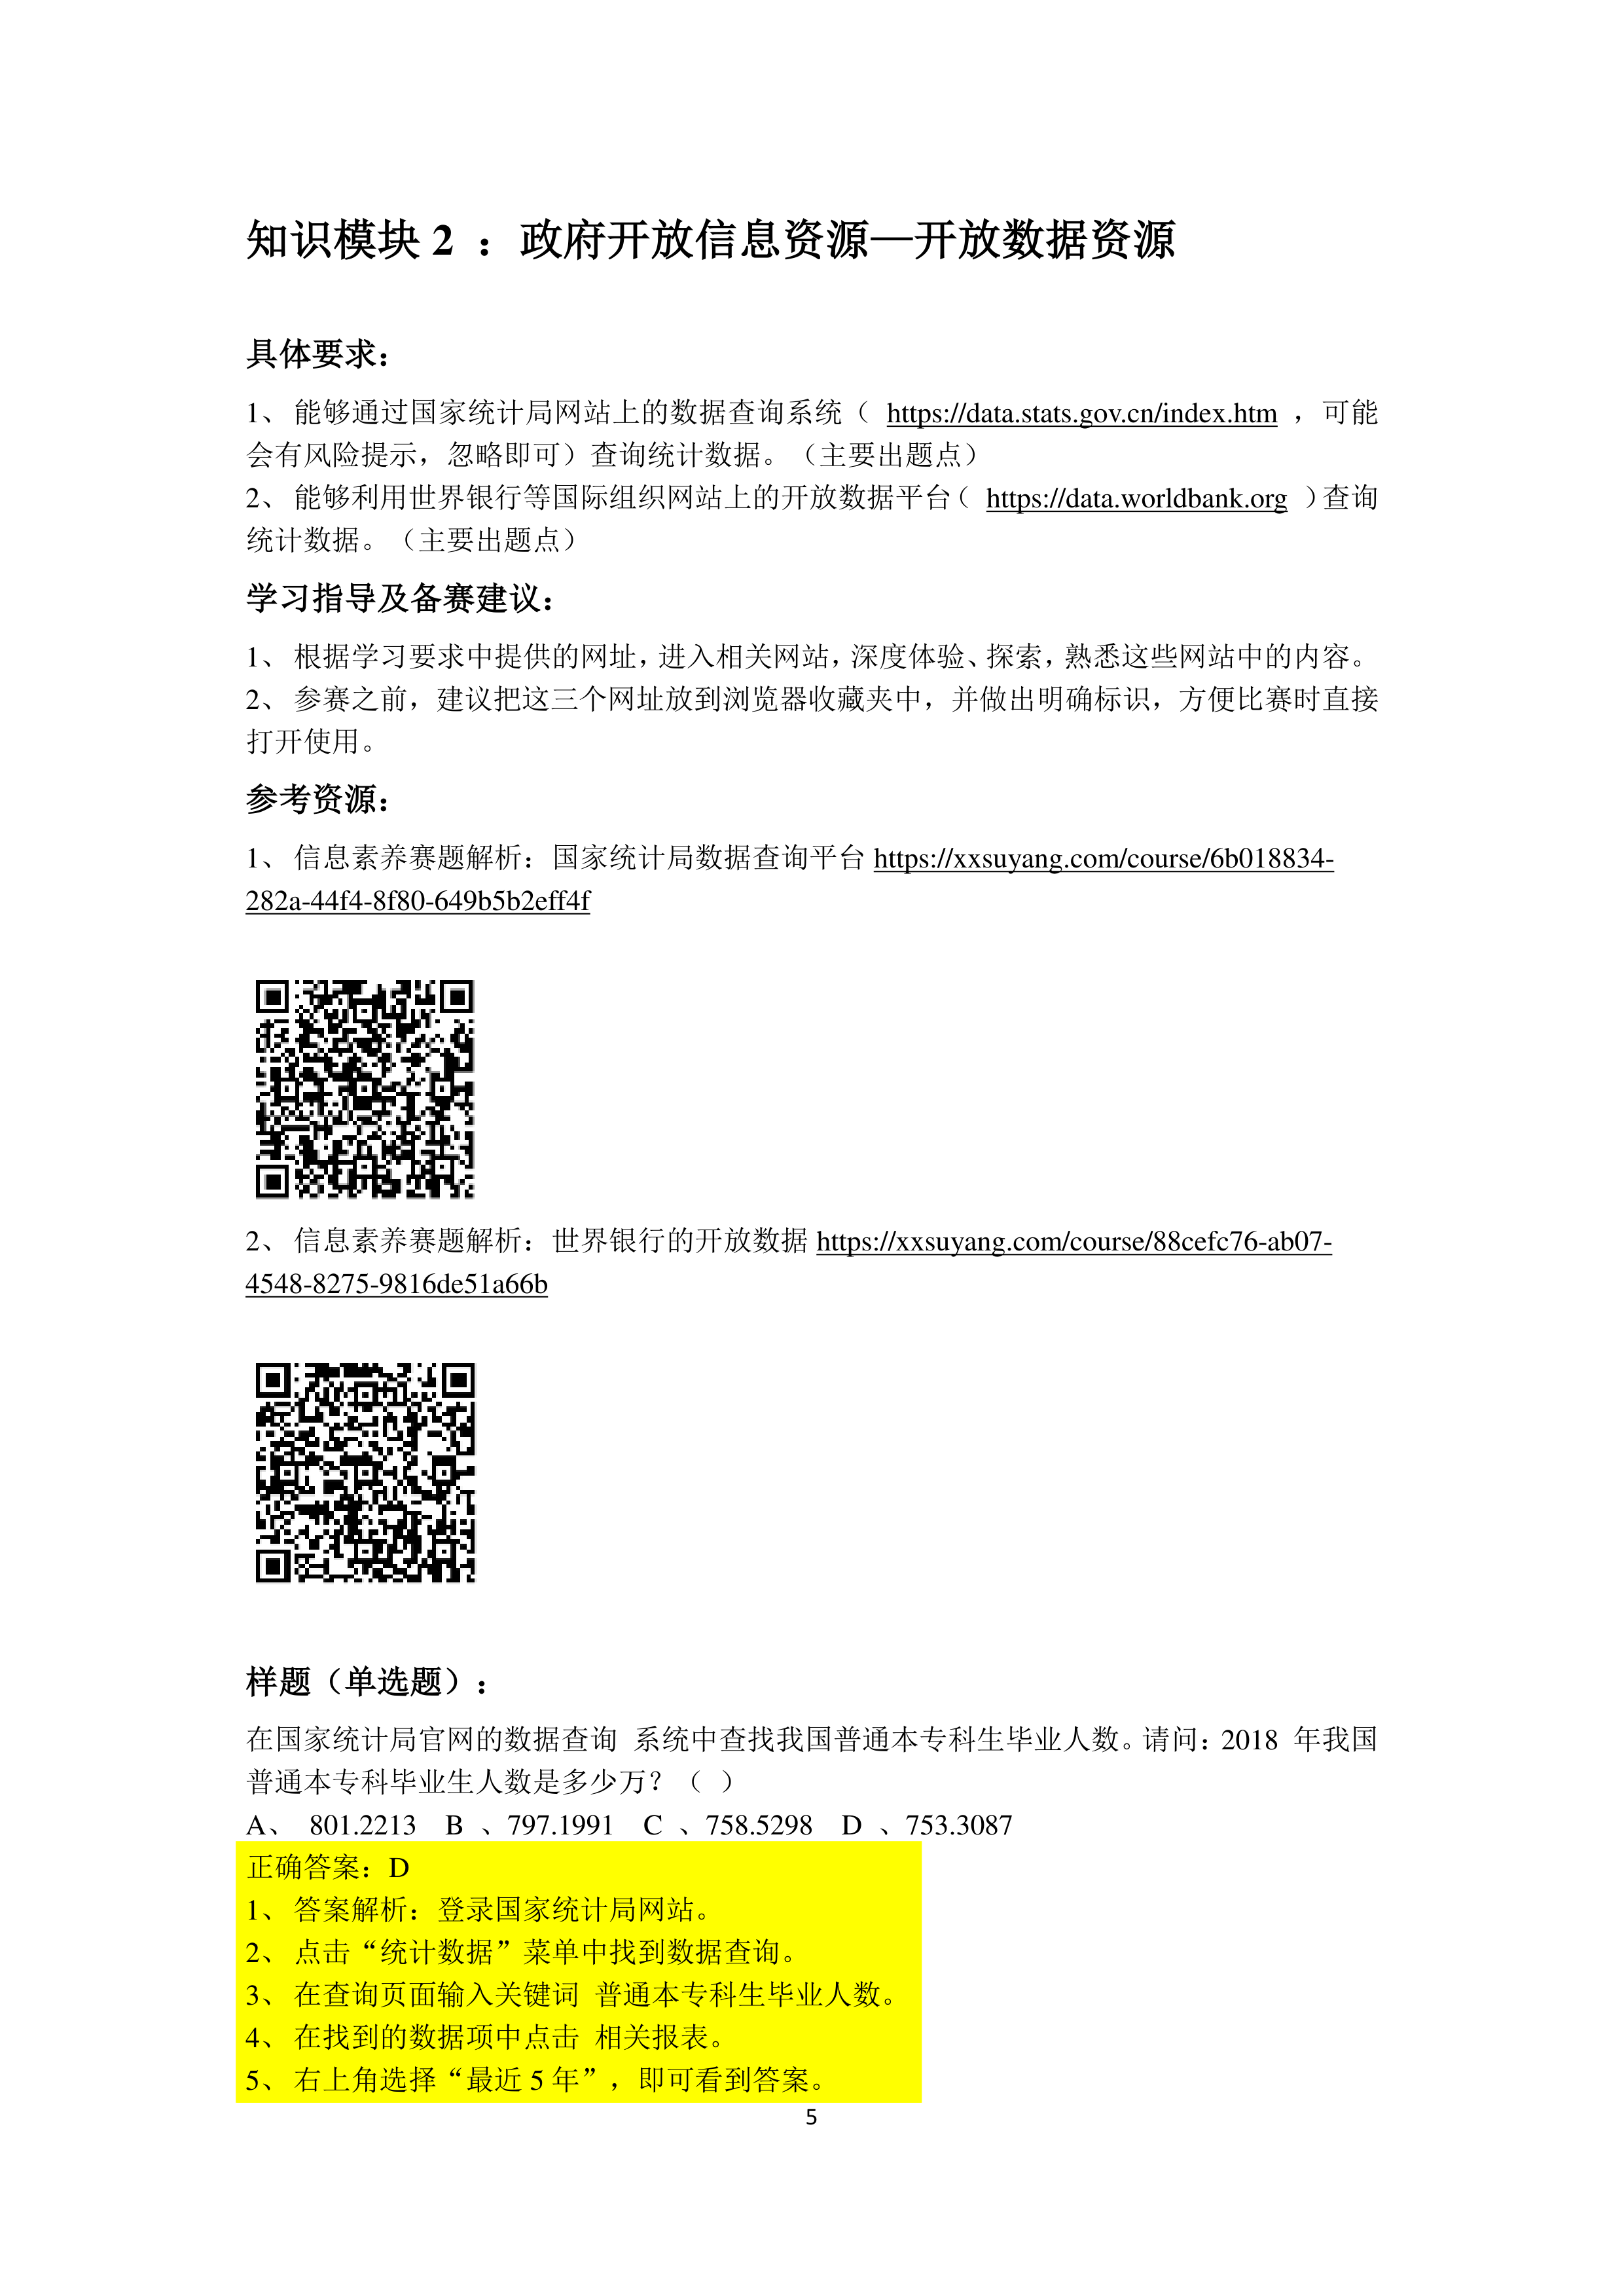 知识模块 2 ：政府开放信息资源—开放数据资源
具体要求：
1、 能够通过国家统计局网站上的数据查询系统（ https://data.stats.gov.cn/index.htm ，可能
会有风险提示，忽略即可）查询统计数据。（主要出题点）
2、 能够利用世界银行等国际组织网站上的开放数据平台（ https://data.worldbank.org ）查询
统计数据。（主要出题点）
学习指导及备赛建议：
1、 根据学习要求中提供的网址，进入相关网站，深度体验、探索，熟悉这些网站中的内容。
2、 参赛之前，建议把这三个网址放到浏览器收藏夹中，并做出明确标识，方便比赛时直接
打开使用。
参考资源：
1、 信息素养赛题解析：国家统计局数据查询平台 https://xxsuyang.com/course/6b018834-
282a-44f4-8f80-649b5b2eff4f
2、 信息素养赛题解析：世界银行的开放数据 https://xxsuyang.com/course/88cefc76-ab07-
4548-8275-9816de51a66b
样题（单选题）：
在国家统计局官网的数据查询 系统中查找我国普通本专科生毕业人数。请问：2018 年我国
普通本专科毕业生人数是多少万？（ ）
A、 801.2213 B 、797.1991 C 、758.5298 D 、753.3087
正确答案：D
1、 答案解析：登录国家统计局网站。
2、 点击“统计数据”菜单中找到数据查询。
3、 在查询页面输入关键词 普通本专科生毕业人数。
4、 在找到的数据项中点击 相关报表。
5、 右上角选择“最近 5 年”，即可看到答案。
5